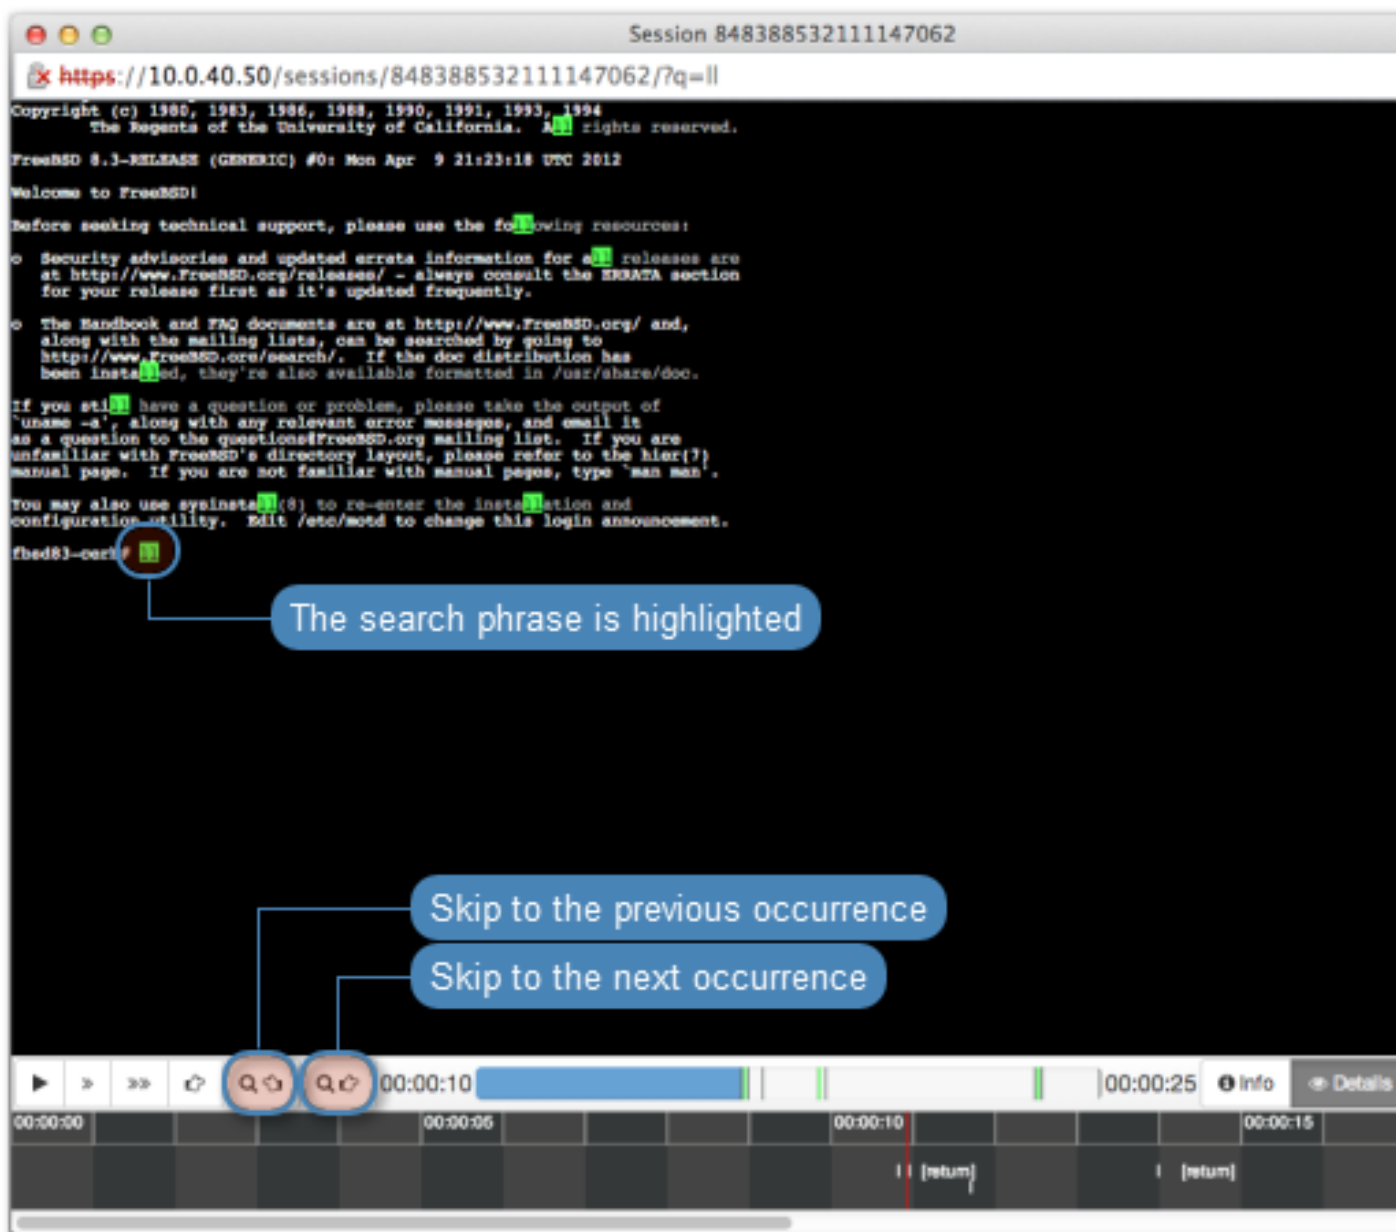 Session 848388532111147062
https://10.0.40.50/sessions/848388532111147062/?q=ll
Copyright (c) 1980, 1983, 1986, 1988, 1990, 1991, 1993, 1994
The Regents of the University of California.  All rights reserved.
FreeBSD 8.3-RELEASE (GENERIC) #0: Mon Apr  9 21:23:18 UTC 2012
Welcome to FreeBSD!
Before seeking technical support, please use the following resources:
o  Security advisories and updated errata information for all releases are
at http://www.FreeBSD.org/releases/ - always consult the ERRATA section
for your release first as it's updated frequently.
o  The Handbook and FAQ documents are at http://www.FreeBSD.org/ and,
along with the mailing lists, can be searched by going to
http://www.FreeBSD.org/search/.  If the doc distribution has
been installed, they're also available formatted in /usr/share/doc.
If you still have a question or problem, please take the output of
`uname -a', along with any relevant error messages, and email it
as a question to the questions@FreeBSD.org mailing list.  If you are
unfamiliar with FreeBSD's directory layout, please refer to the hier(7)
manual page.  If you are not familiar with manual pages, type `man man'.
You may also use sysinstall(8) to re-enter the installation and
configuration utility.  Edit /etc/motd to change this login announcement.
ll
The search phrase is highlighted
Skip to the previous occurrence
Skip to the next occurrence
00:00:10 00:00:25 Info Details
00:00:00 00:00:05 00:00:10 00:00:15
l l [return] l [return]